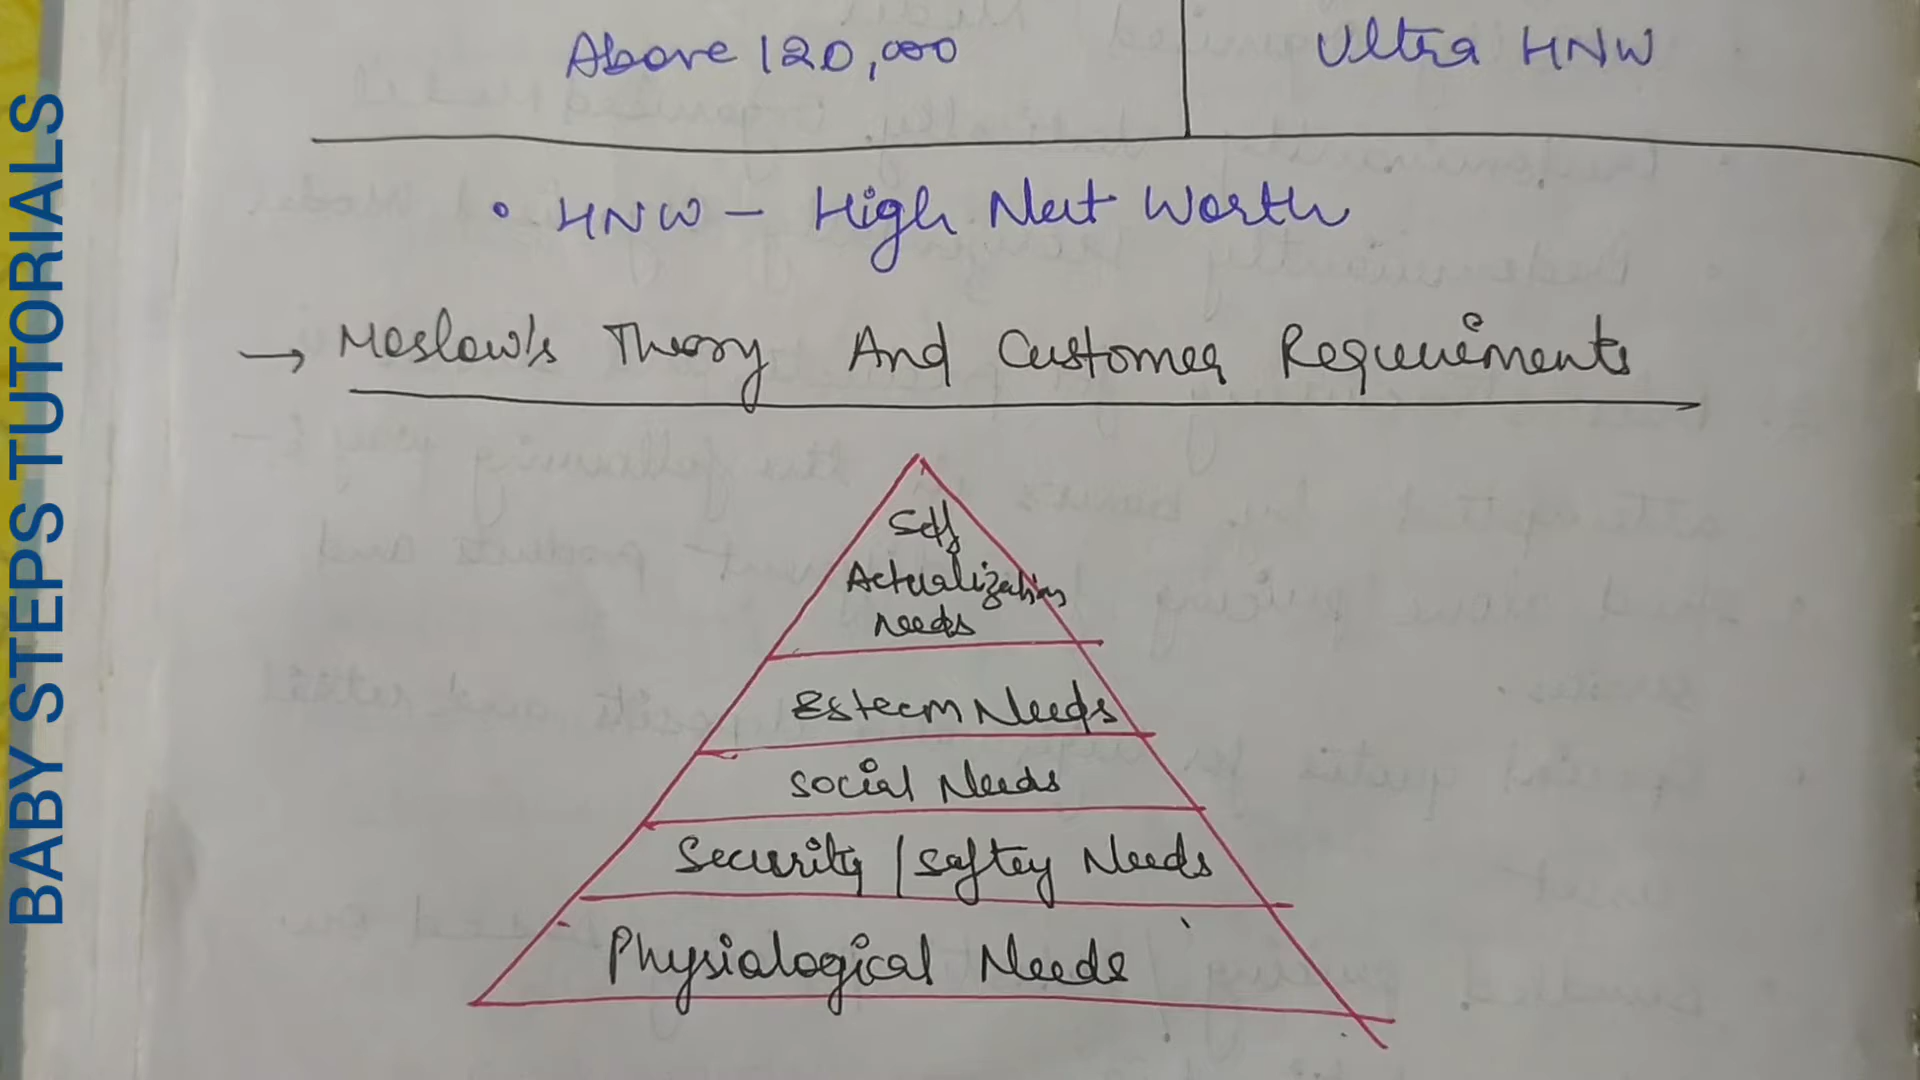 Above 120,000 Ultra HNW
• HNW - High Net Worth
→ Maslow's Theory And Customer Requirements
Self
Actualization
needs
Esteem Needs
Social Needs
Security / Saftey Needs
Physialogical Needs
BABY STEPS TUTORIALS